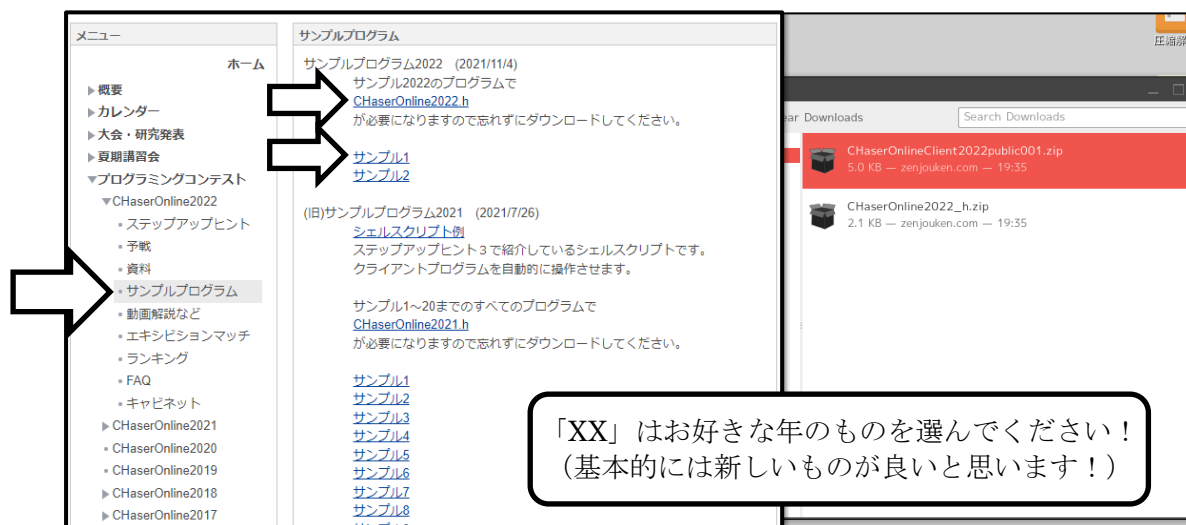 メニュー
ホーム
概要
カレンダー
大会・研究発表
夏期講習会
プログラミングコンテスト
CHaserOnline2022
ステップアップヒント
予戦
資料
サンプルプログラム
動画解説など
エキシビションマッチ
ランキング
FAQ
キャビネット
CHaserOnline2021
CHaserOnline2020
CHaserOnline2019
CHaserOnline2018
CHaserOnline2017
サンプルプログラム
サンプルプログラム2022 (2021/11/4)
サンプル2022のプログラムで
CHaserOnline2022.h
が必要になりますので忘れずにダウンロードしてください。
サンプル1
サンプル2
(旧)サンプルプログラム2021 (2021/7/26)
シェルスクリプト例
ステップアップヒント3で紹介しているシェルスクリプトです。
クライアントプログラムを自動的に操作させます。
サンプル1~20までのすべてのプログラムで
CHaserOnline2021.h
が必要になりますので忘れずにダウンロードしてください。
サンプル1
サンプル2
サンプル3
サンプル4
サンプル5
サンプル6
サンプル7
サンプル8
Downloads
Search Downloads
CHaserOnlineClient2022public001.zip
5.0 KB — zenjouken.com — 19:35
CHaserOnline2022_h.zip
2.1 KB — zenjouken.com — 19:35
「XX」はお好きな年のものを選んでください!
(基本的には新しいものが良いと思います!)